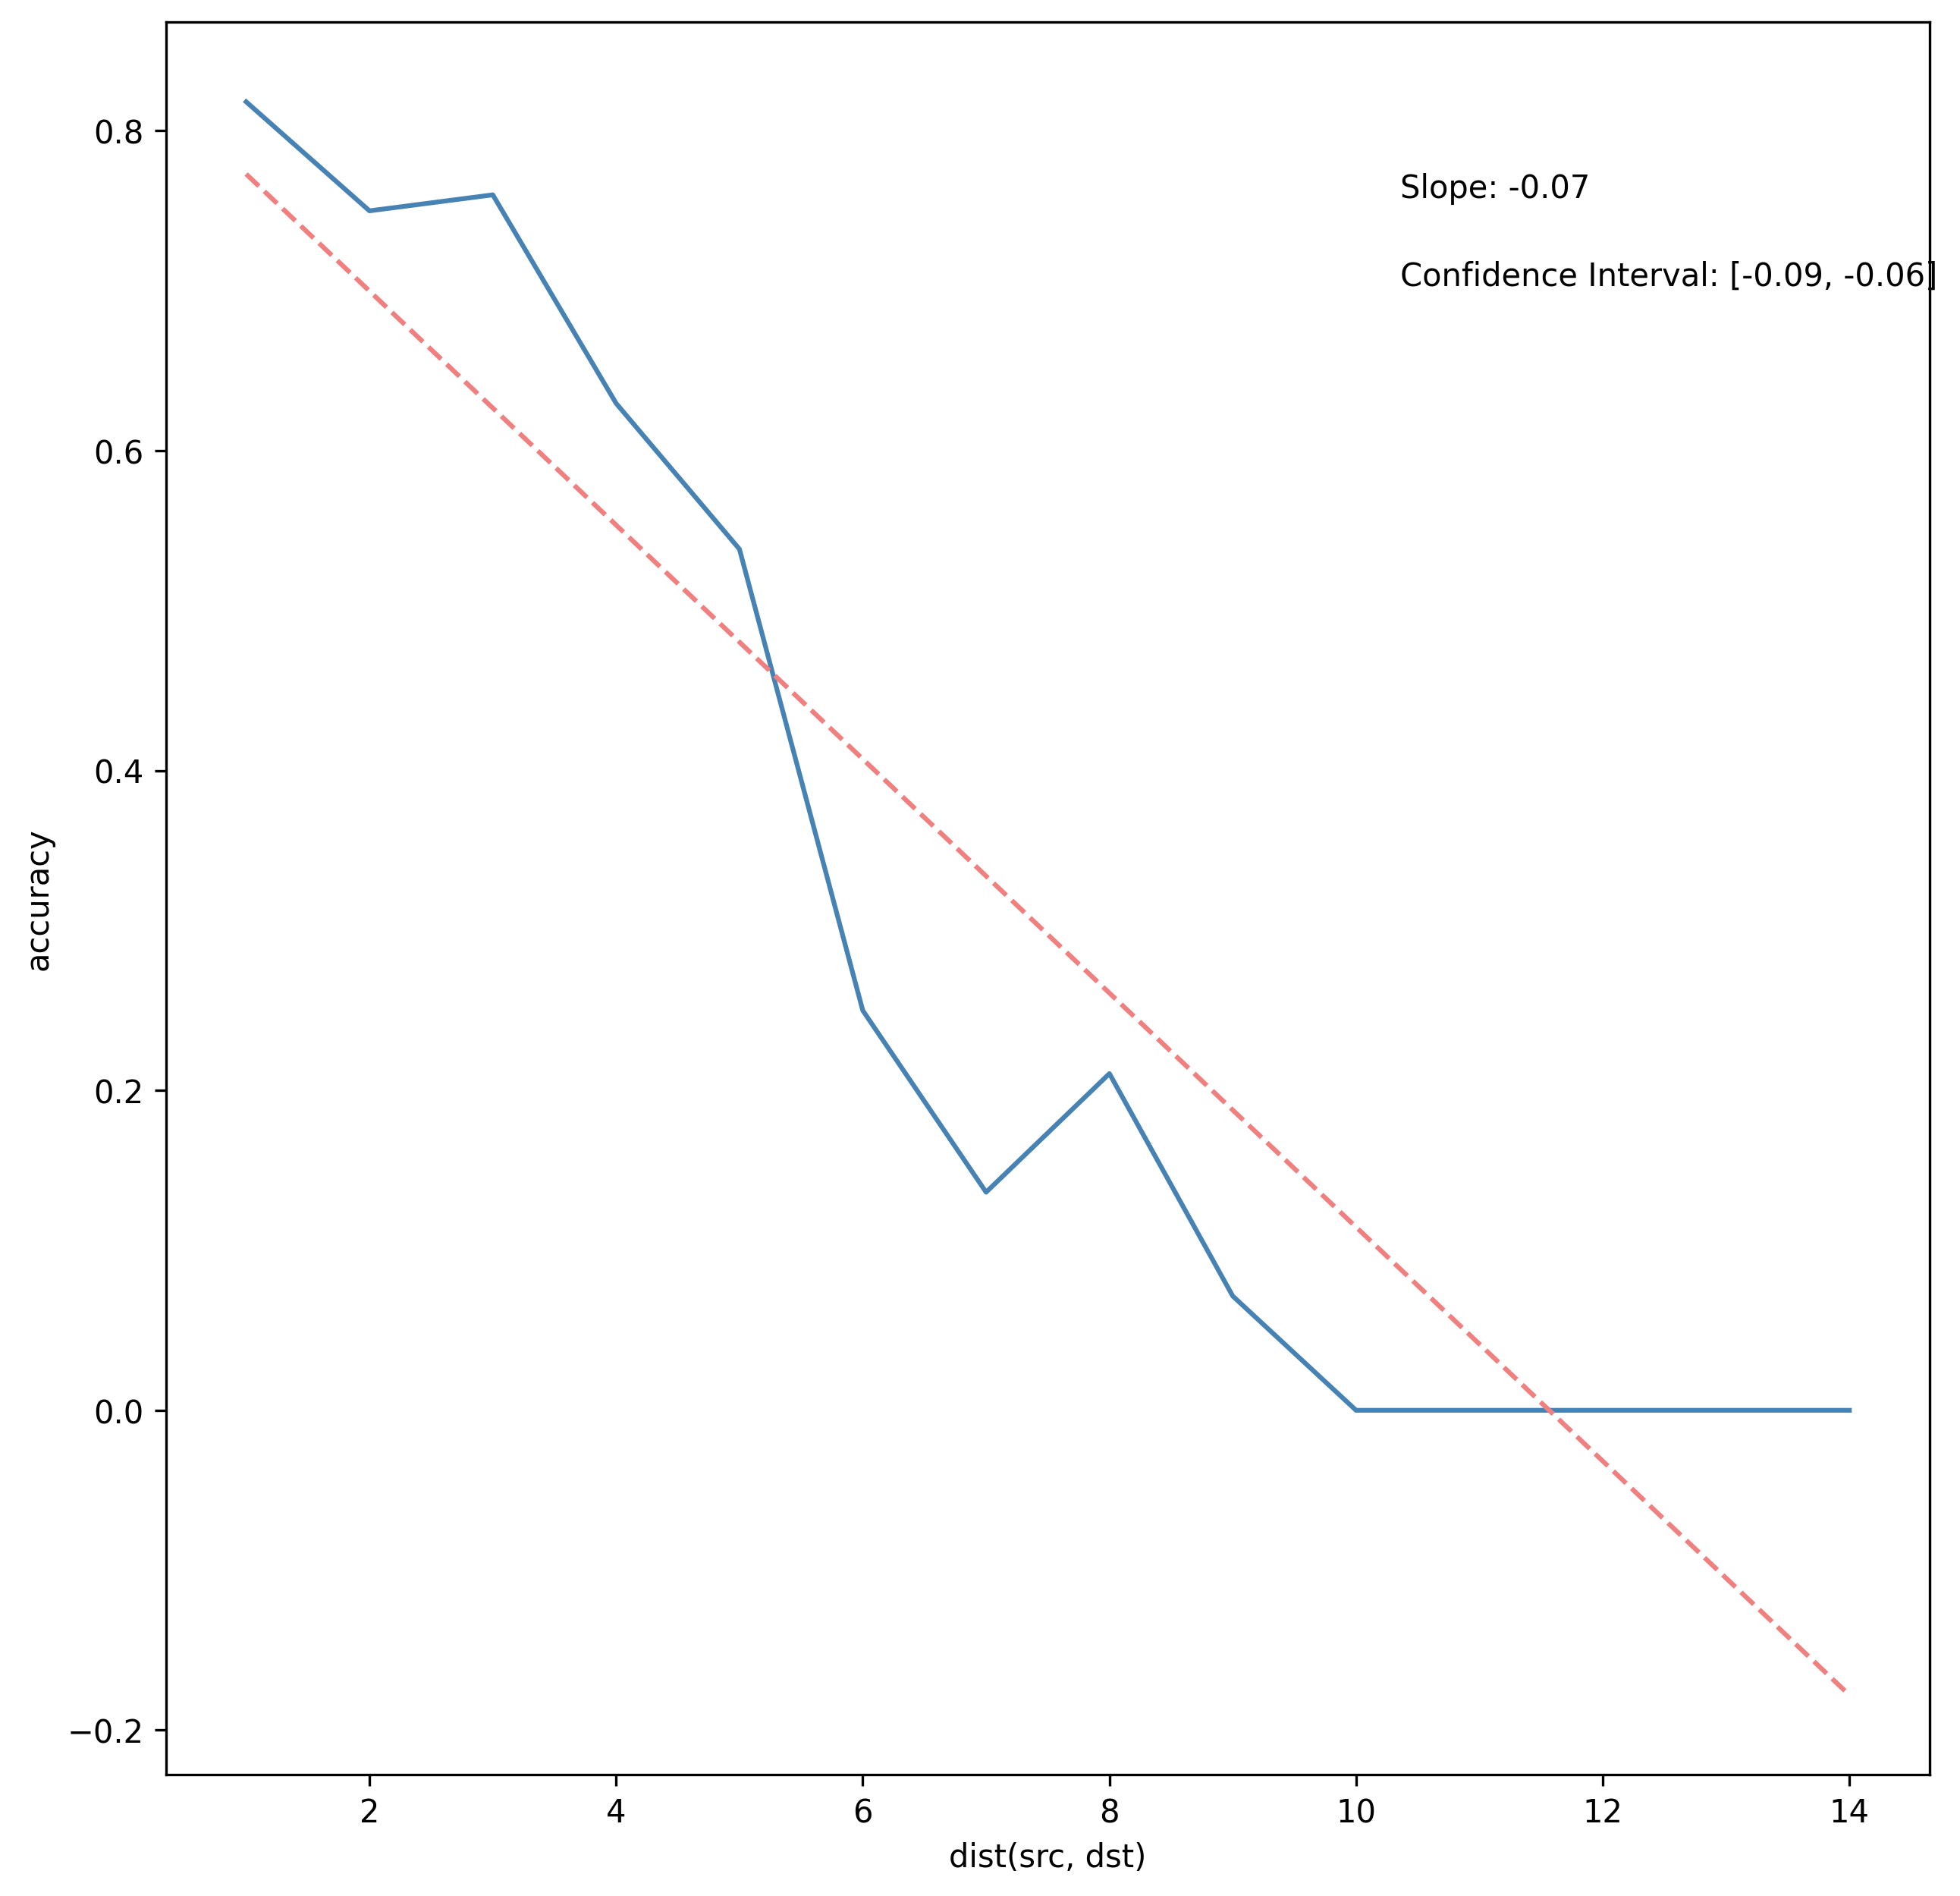 0.8
0.6
0.4
0.2
0.0
−0.2
accuracy
Slope: -0.07
Confidence Interval: [-0.09, -0.06]
2 4 6 8 10 12 14
dist(src, dst)